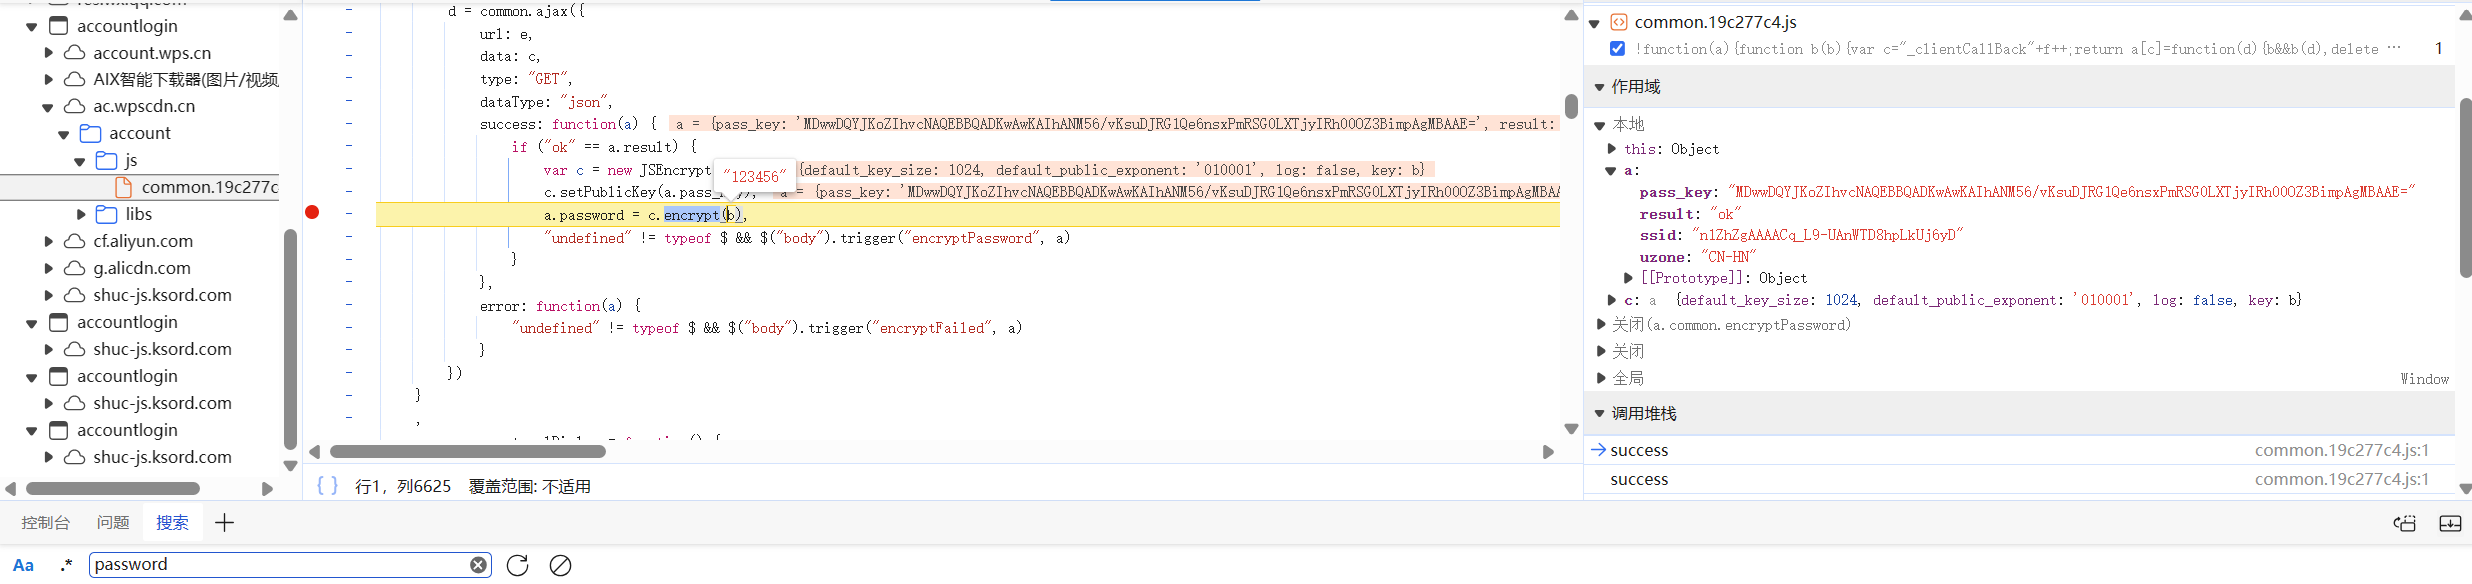 accountlogin
account.wps.cn
AIX智能下载器(图片/视频
ac.wpscdn.cn
account
js
common.19c277c
libs
cf.aliyun.com
g.alicdn.com
shuc-js.ksord.com
accountlogin
shuc-js.ksord.com
accountlogin
shuc-js.ksord.com
accountlogin
shuc-js.ksord.com
d = common.ajax({
url: e,
data: c,
type: "GET",
dataType: "json",
success: function(a) { a = {pass_key: 'MDwwDQYJKoZIhvcNAQEBBQADKwAwKAIhANM56/vKsuDJRG1Qe6nsxPmRSG0LXTjyIRh00OZ3BimpAgMBAAE=', result:
if ("ok" == a.result) {
var c = new JSEncrypt {default_key_size: 1024, default_public_exponent: '010001', log: false, key: b}
"123456"
c.setPublicKey(a.pass_key), a = {pass_key: 'MDwwDQYJKoZIhvcNAQEBBQADKwAwKAIhANM56/vKsuDJRG1Qe6nsxPmRSG0LXTjyIRh00OZ3BimpAgMBAA
a.password = c.encrypt(b),
"undefined" != typeof $ && $("body").trigger("encryptPassword", a)
}
},
error: function(a) {
"undefined" != typeof $ && $("body").trigger("encryptFailed", a)
}
})
}
,
{ } 行1，列6625 覆盖范围: 不适用
common.19c277c4.js
!function(a){function b(b){var c="_clientCallBack"+f++;return a[c]=function(d){b&&b(d),delete … 1
作用域
本地
this: Object
a:
pass_key: "MDwwDQYJKoZIhvcNAQEBBQADKwAwKAIhANM56/vKsuDJRG1Qe6nsxPmRSG0LXTjyIRh00OZ3BimpAgMBAAE="
result: "ok"
ssid: "n1ZhZgAAAACq_L9-UAnWTD8hpLkUj6yD"
uzone: "CN-HN"
[[Prototype]]: Object
c: a {default_key_size: 1024, default_public_exponent: '010001', log: false, key: b}
关闭(a.common.encryptPassword)
关闭
全局 Window
调用堆栈
success common.19c277c4.js:1
success common.19c277c4.js:1
控制台 问题 搜索
Aa .* password